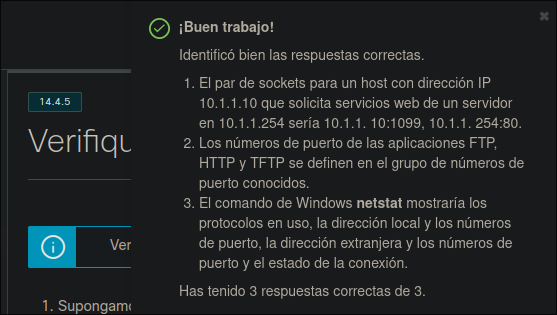 ¡Buen trabajo!
Identificó bien las respuestas correctas.
1. El par de sockets para un host con dirección IP
10.1.1.10 que solicita servicios web de un servidor
en 10.1.1.254 sería 10.1.1. 10:1099, 10.1.1. 254:80.
2. Los números de puerto de las aplicaciones FTP,
HTTP y TFTP se definen en el grupo de números de
puerto conocidos.
3. El comando de Windows netstat mostraría los
protocolos en uso, la dirección local y los números
de puerto, la dirección extranjera y los números de
puerto y el estado de la conexión.
Has tenido 3 respuestas correctas de 3.
14.4.5
Verifiqu
Ver
1. Supongamo